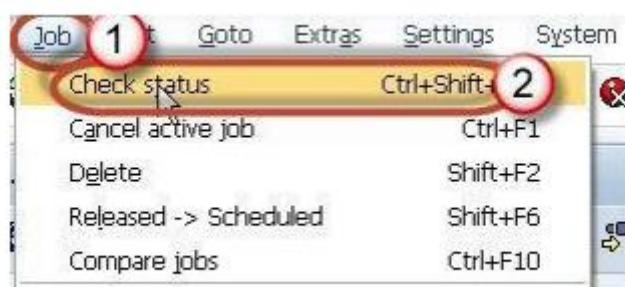 Job 1 t Goto Extras Settings System
Check status Ctrl+Shift+ 2
Cancel active job Ctrl+F1
Delete Shift+F2
Released -> Scheduled Shift+F6
Compare jobs Ctrl+F10